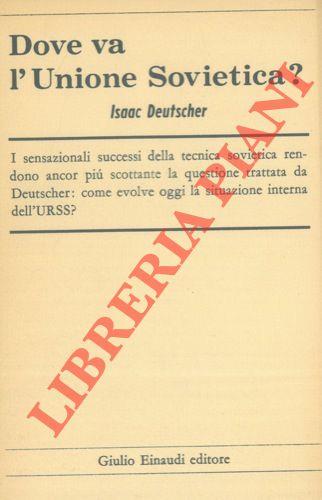 Dove va
l'Unione Sovietica?
Isaac Deutscher
I sensazionali successi della tecnica sovietica ren-
dono ancor piú scottante la questione trattata da
Deutscher: come evolve oggi la situazione interna
dell'URSS?
LIBRERIA PIANI
Giulio Einaudi editore